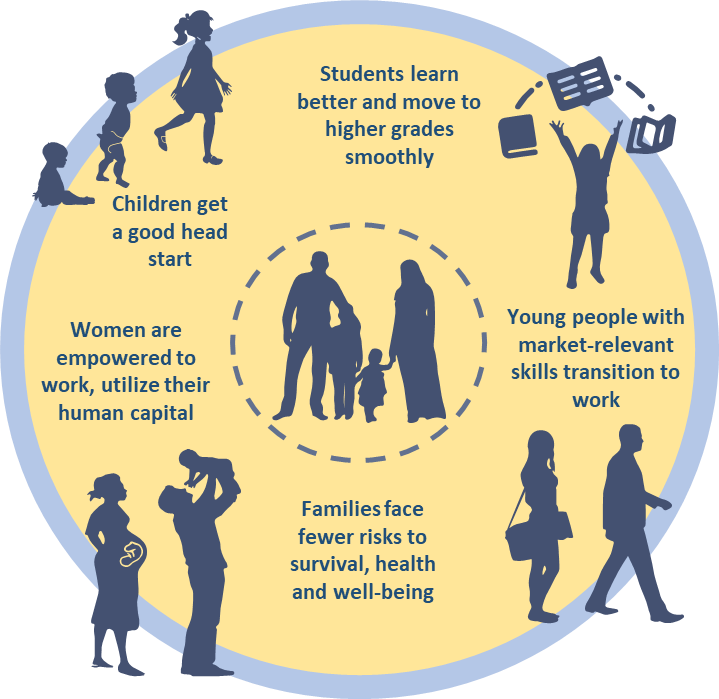 Students learn
better and move to
higher grades
smoothly
Children get
a good head
start
Young people with
market-relevant
skills transition to
work
Women are
empowered to
work, utilize their
human capital
Families face
fewer risks to
survival, health
and well-being